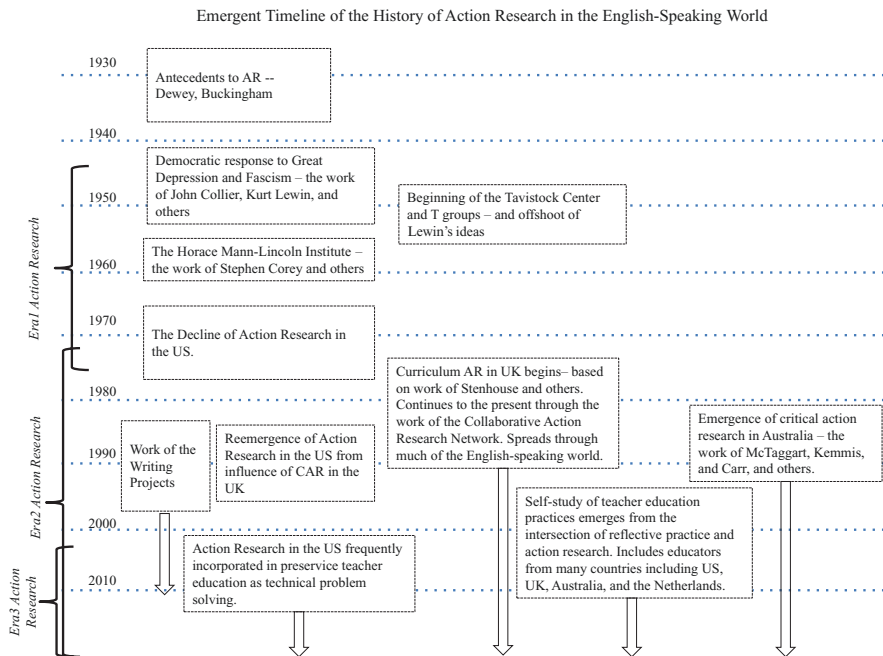 Emergent Timeline of the History of Action Research in the English-Speaking World
1930
Antecedents to AR --
Dewey, Buckingham
1940
Democratic response to Great
Depression and Fascism – the work
of John Collier, Kurt Lewin, and
others
1950
Beginning of the Tavistock Center
and T groups – and offshoot of
Lewin's ideas
The Horace Mann-Lincoln Institute –
the work of Stephen Corey and others
1960
Era1 Action Research
1970
The Decline of Action Research in
the US.
Curriculum AR in UK begins– based
on work of Stenhouse and others.
Continues to the present through the
work of the Collaborative Action
Research Network. Spreads through
much of the English-speaking world.
1980
Emergence of critical action
research in Australia – the
work of McTaggart, Kemmis,
and Carr, and others.
Work of the
Writing
Projects
Reemergence of Action
Research in the US from
influence of CAR in the
UK
1990
Era2 Action Research
Self-study of teacher education
practices emerges from the
intersection of reflective practice and
action research. Includes educators
from many countries including US,
UK, Australia, and the Netherlands.
2000
Action Research in the US frequently
incorporated in preservice teacher
education as technical problem
solving.
2010
Era3 Action
Research